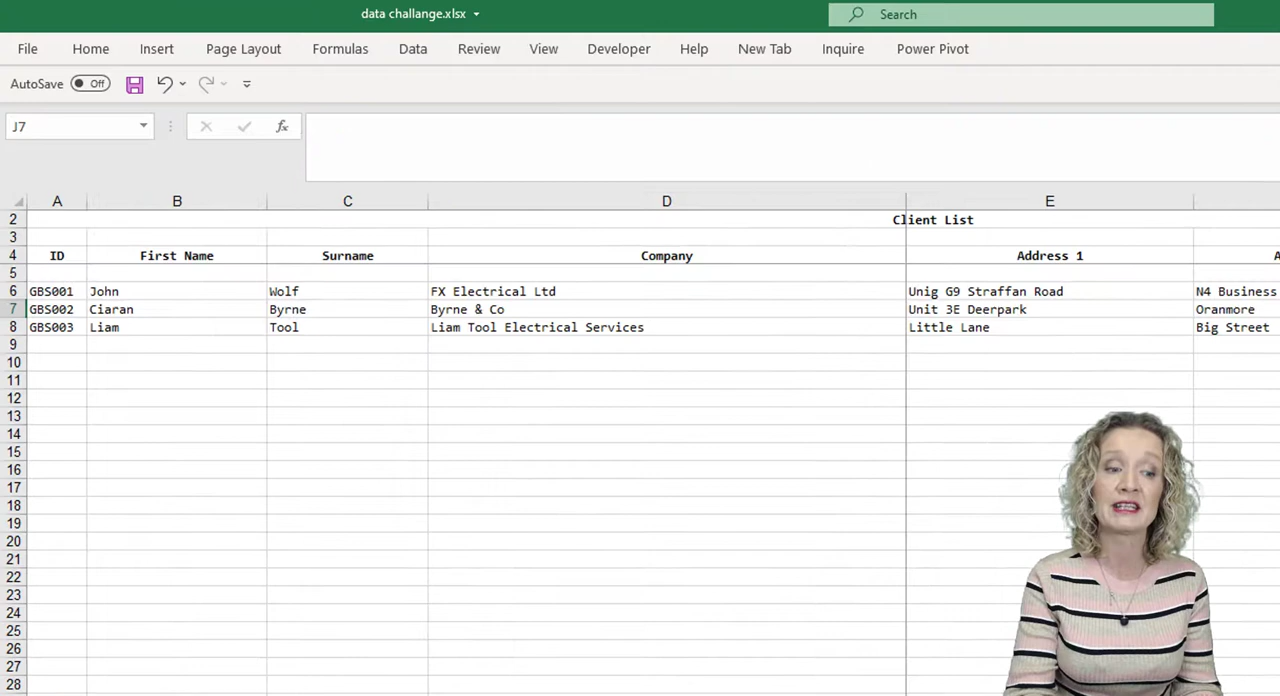 data challange.xlsx
Search
File Home Insert Page Layout Formulas Data Review View Developer Help New Tab Inquire Power Pivot
AutoSave Off
J7 fx
A B C D E
2 Client List
3
4 ID First Name Surname Company Address 1 A
5
6 GBS001 John Wolf FX Electrical Ltd Unig G9 Straffan Road N4 Business
7 GBS002 Ciaran Byrne Byrne & Co Unit 3E Deerpark Oranmore
8 GBS003 Liam Tool Liam Tool Electrical Services Little Lane Big Street
9
10
11
12
13
14
15
16
17
18
19
20
21
22
23
24
25
26
27
28